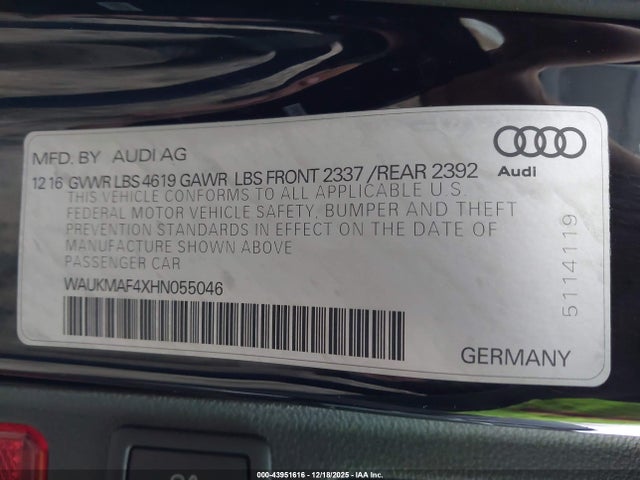 MFD. BY AUDI AG
12 16 GVWR LBS 4619 GAWR LBS FRONT 2337 /REAR 2392
THIS VEHICLE CONFORMS TO ALL APPLICABLE U.S.
FEDERAL MOTOR VEHICLE SAFETY, BUMPER AND THEFT
PREVENTION STANDARDS IN EFFECT ON THE DATE OF
MANUFACTURE SHOWN ABOVE
PASSENGER CAR
WAUKMAF4XHN055046
Audi
5114119
GERMANY
000-43951616 - 12/18/2025 - IAA Inc.